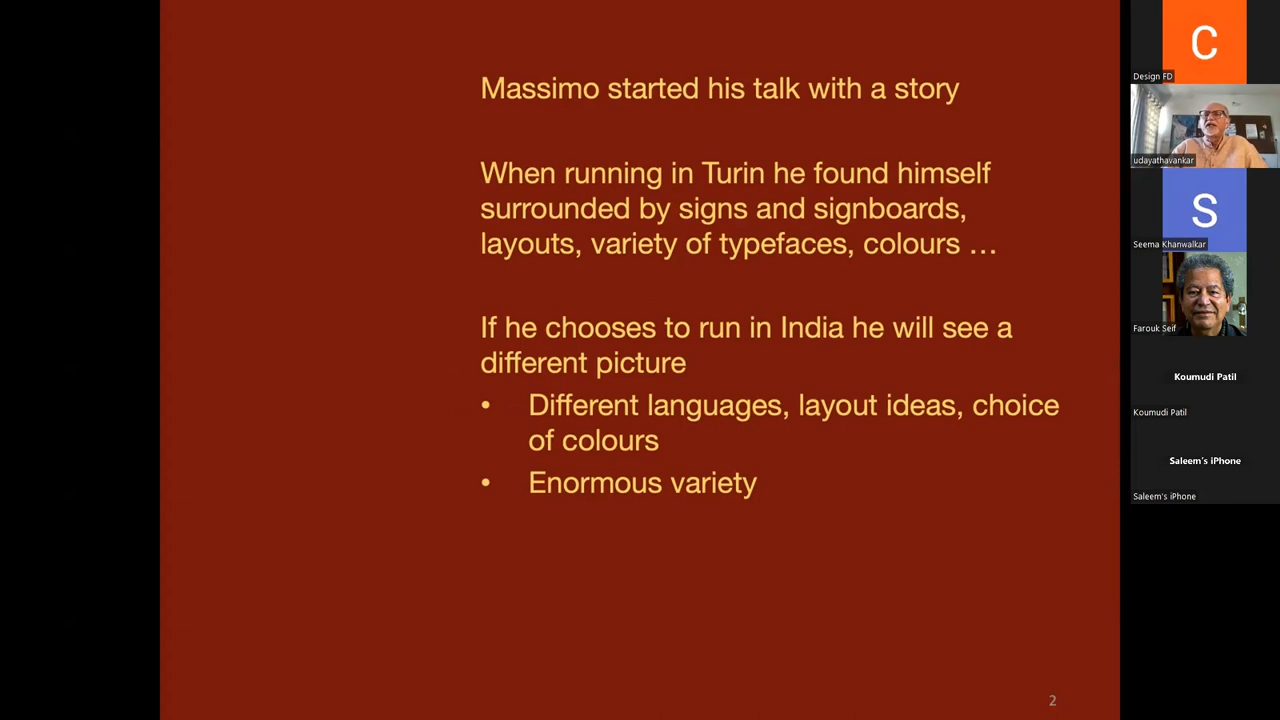 Massimo started his talk with a story
When running in Turin he found himself
surrounded by signs and signboards,
layouts, variety of typefaces, colours …
If he chooses to run in India he will see a
different picture
• Different languages, layout ideas, choice
of colours
• Enormous variety
2
C
Design FD
udayathavankar
S
Seema Khanwalkar
Farouk Seif
Koumudi Patil
Koumudi Patil
Saleem's iPhone
Saleem's iPhone